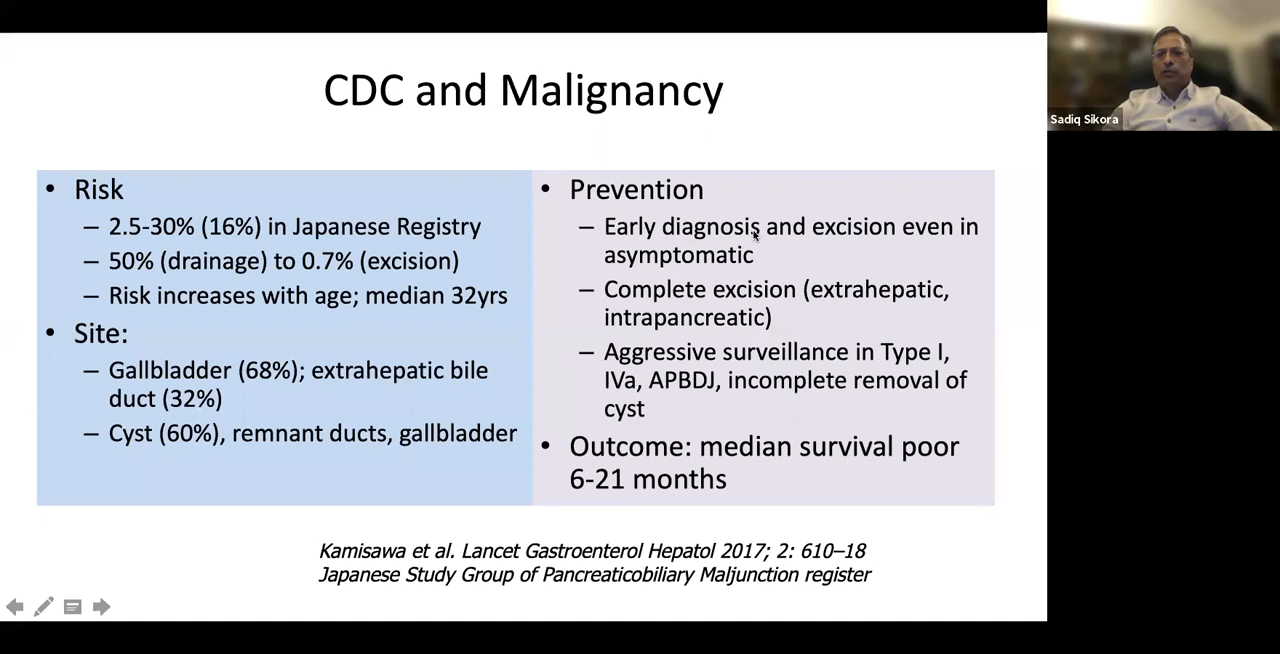 CDC and Malignancy
• Risk
– 2.5-30% (16%) in Japanese Registry
– 50% (drainage) to 0.7% (excision)
– Risk increases with age; median 32yrs
• Site:
– Gallbladder (68%); extrahepatic bile
duct (32%)
– Cyst (60%), remnant ducts, gallbladder
• Prevention
– Early diagnosis and excision even in
asymptomatic
– Complete excision (extrahepatic,
intrapancreatic)
– Aggressive surveillance in Type I,
IVa, APBDJ, incomplete removal of
cyst
• Outcome: median survival poor
6-21 months
Kamisawa et al. Lancet Gastroenterol Hepatol 2017; 2: 610–18
Japanese Study Group of Pancreaticobiliary Maljunction register
Sadiq Sikora